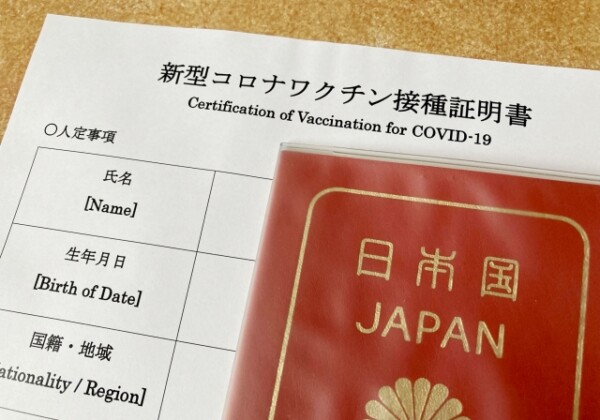 新型コロナワクチン接種証明書
Certification of Vaccination for COVID-19
〇人定事項
氏名
[Name]
生年月日
[Birth of Date]
国籍・地域
ationality / Region]
日本国
JAPAN